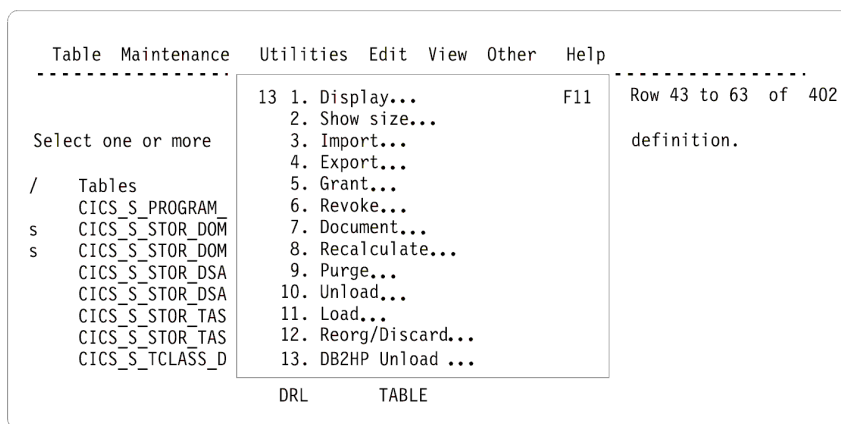 Table Maintenance Utilities Edit View Other Help
13 1. Display... F11 Row 43 to 63 of 402
2. Show size...
Select one or more 3. Import... definition.
4. Export...
/ Tables 5. Grant...
CICS_S_PROGRAM_ 6. Revoke...
s CICS_S_STOR_DOM 7. Document...
s CICS_S_STOR_DOM 8. Recalculate...
CICS_S_STOR_DSA 9. Purge...
CICS_S_STOR_DSA 10. Unload...
CICS_S_STOR_TAS 11. Load...
CICS_S_STOR_TAS 12. Reorg/Discard...
CICS_S_TCLASS_D 13. DB2HP Unload ...
DRL TABLE